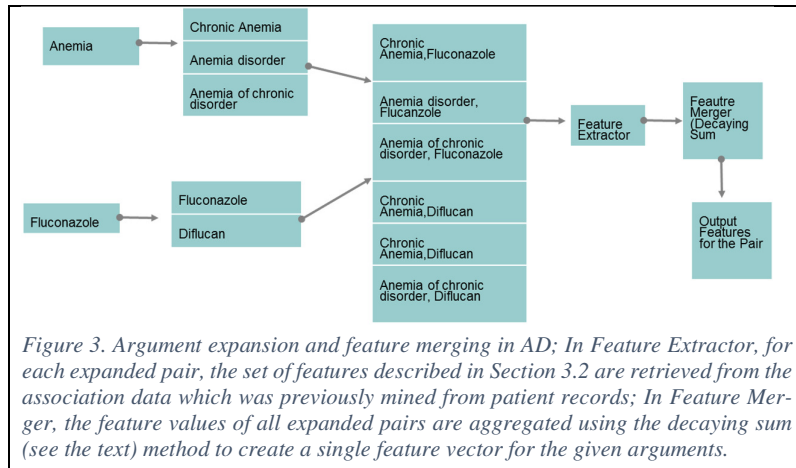 Anemia
Chronic Anemia
Anemia disorder
Anemia of chronic
disorder
Fluconazole
Fluconazole
Diflucan
Chronic
Anemia,Fluconazole
Anemia disorder,
Flucanzole
Anemia of chronic
disorder, Fluconazole
Chronic
Anemia,Diflucan
Chronic
Anemia,Diflucan
Anemia of chronic
disorder, Diflucan
Feature
Extractor
Feautre
Merger
(Decaying
Sum
Output
Features
for the Pair
Figure 3. Argument expansion and feature merging in AD; In Feature Extractor, for
each expanded pair, the set of features described in Section 3.2 are retrieved from the
association data which was previously mined from patient records; In Feature Mer-
ger, the feature values of all expanded pairs are aggregated using the decaying sum
(see the text) method to create a single feature vector for the given arguments.